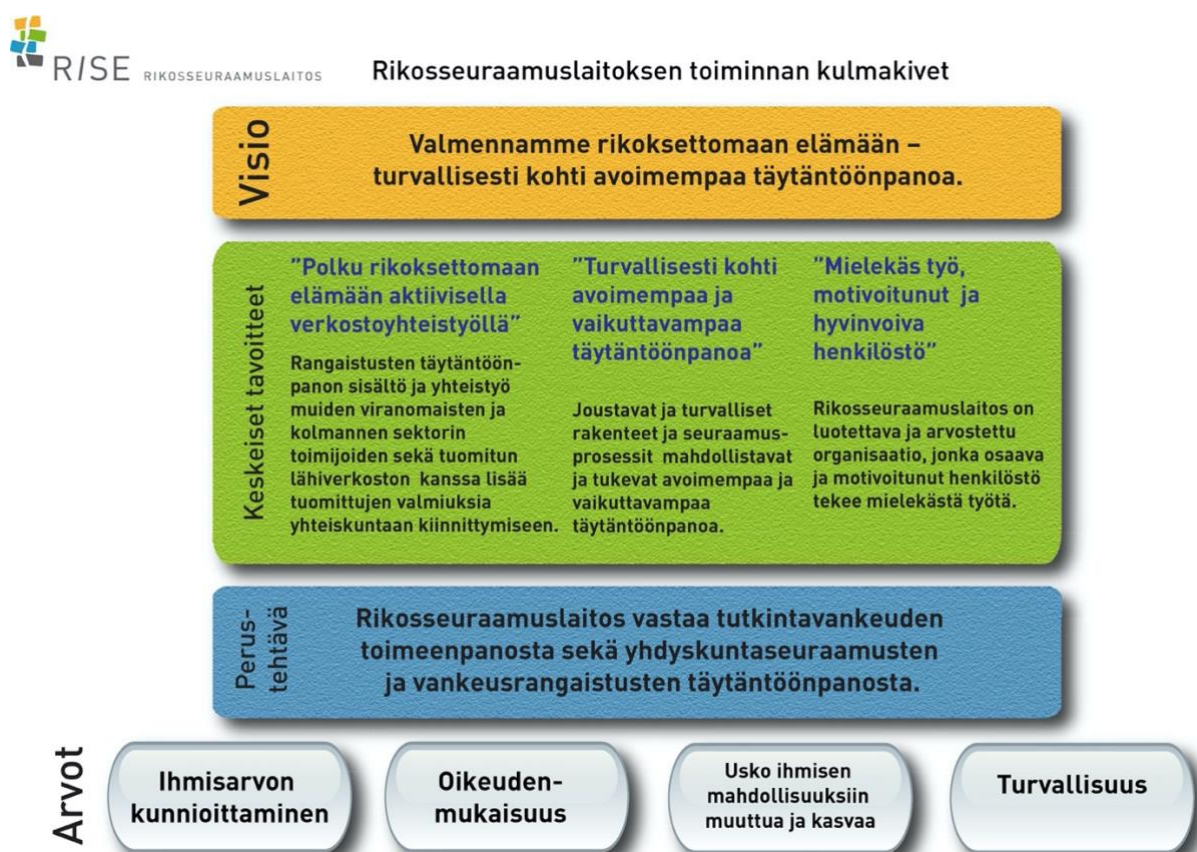 RISE RIKOSSEURAAMUSLAITOS
Rikosseuraamuslaitoksen toiminnan kulmakivet
Visio
Valmennamme rikoksettomaan elämään –
turvallisesti kohti avoimempaa täytäntöönpanoa.
Keskeiset tavoitteet
”Polku rikoksettomaan
elämään aktiivisella
verkostoyhteistyöllä”
Rangaistusten täytäntöön-
panon sisältö ja yhteistyö
muiden viranomaisten ja
kolmannen sektorin
toimijoiden sekä tuomitun
lähiverkoston kanssa lisää
tuomittujen valmiuksia
yhteiskuntaan kiinnittymiseen.
”Turvallisesti kohti
avoimempaa ja
vaikuttavampaa
täytäntöönpanoa”
Joustavat ja turvalliset
rakenteet ja seuraamus-
prosessit mahdollistavat
ja tukevat avoimempaa ja
vaikuttavampaa
täytäntöönpanoa.
”Mielekäs työ,
motivoitunut ja
hyvinvoiva
henkilöstö”
Rikosseuraamuslaitos on
luotettava ja arvostettu
organisaatio, jonka osaava
ja motivoitunut henkilöstö
tekee mielekästä työtä.
Perus-
tehtävä
Rikosseuraamuslaitos vastaa tutkintavankeuden
toimeenpanosta sekä yhdyskuntaseuraamusten
ja vankeusrangaistusten täytäntöönpanosta.
Arvot
Ihmisarvon
kunnioittaminen
Oikeuden-
mukaisuus
Usko ihmisen
mahdollisuuksiin
muuttua ja kasvaa
Turvallisuus